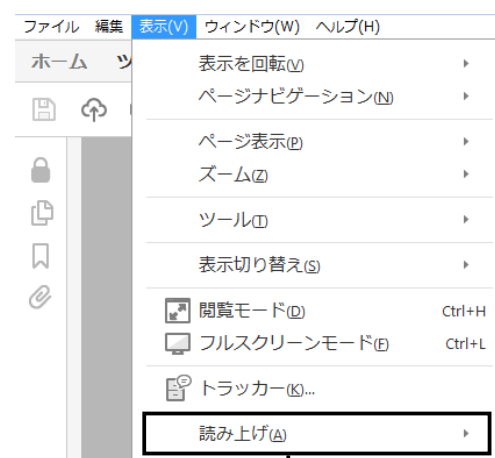 ファイル 編集 表示(V) ウィンドウ(W) ヘルプ(H)
ホーム ツ
表示を回転(V)
ページナビゲーション(N)
ページ表示(P)
ズーム(Z)
ツール(T)
表示切り替え(S)
閲覧モード(D) Ctrl+H
フルスクリーンモード(F) Ctrl+L
トラッカー(K)...
読み上げ(A)